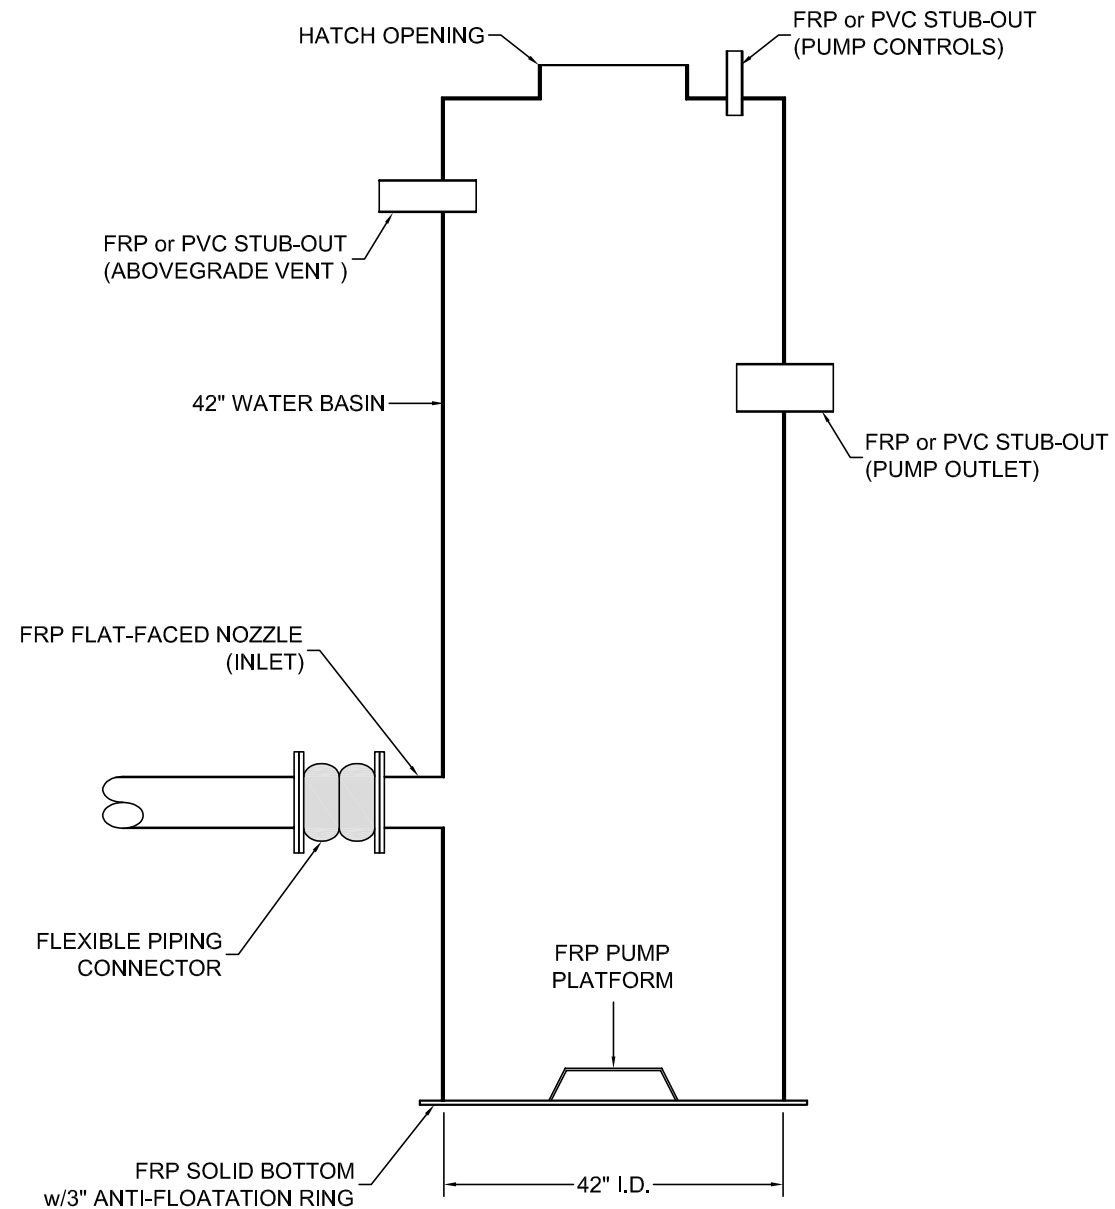 HATCH OPENING
FRP or PVC STUB-OUT
(PUMP CONTROLS)
FRP or PVC STUB-OUT
(ABOVEGRADE VENT )
42" WATER BASIN
FRP or PVC STUB-OUT
(PUMP OUTLET)
FRP FLAT-FACED NOZZLE
(INLET)
FLEXIBLE PIPING
CONNECTOR
FRP PUMP
PLATFORM
FRP SOLID BOTTOM
w/3" ANTI-FLOATATION RING
42" I.D.